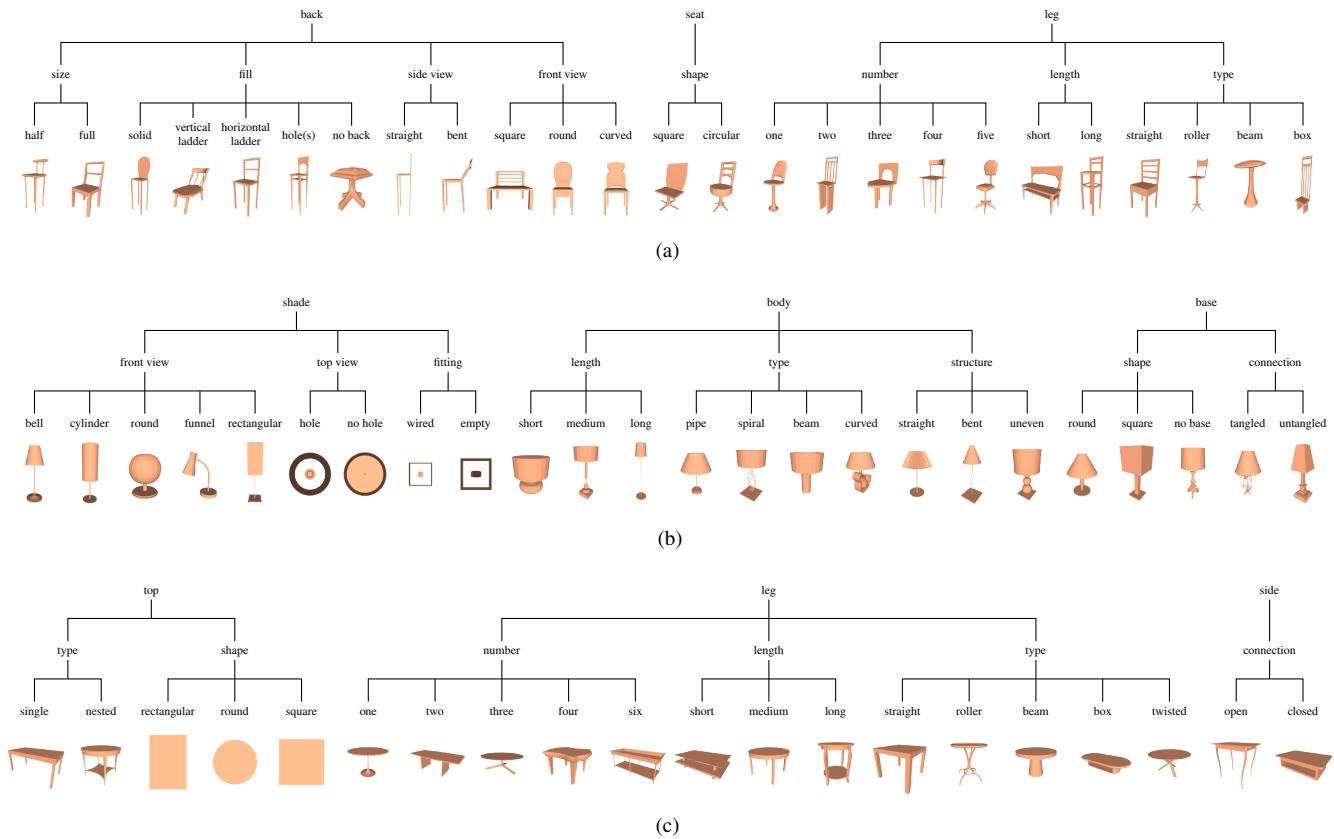 back seat leg
size fill side view front view shape number length type
half full solid vertical ladder horizontal ladder hole(s) no back straight bent square round curved square circular one two three four five short long straight roller beam box
(a)
shade body base
front view top view fitting length type structure shape connection
bell cylinder round funnel rectangular hole no hole wired empty short medium long pipe spiral beam curved straight bent uneven round square no base tangled untangled
(b)
top leg side
type shape number length type connection
single nested rectangular round square one two three four six short medium long straight roller beam box twisted open closed
(c)